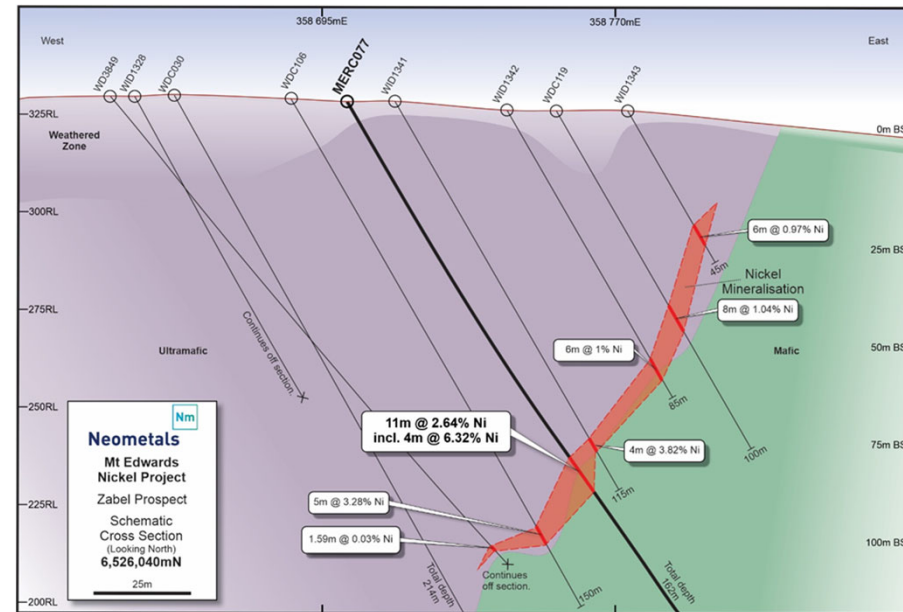 358 695mE
358 770mE
West
East
WD3849
WID1328
WDC030
WDC106
MERC077
WID1341
WID1342
WDC119
WID1343
325RL
Weathered
Zone
0m BS
300RL
6m @ 0.97% Ni
25m BS
45m
Nickel
Mineralisation
275RL
8m @ 1.04% Ni
Continues off section.
Ultramafic
6m @ 1% Ni
Mafic
50m BS
85m
250RL
11m @ 2.64% Ni
incl. 4m @ 6.32% Ni
4m @ 3.82% Ni
75m BS
100m
115m
225RL
5m @ 3.28% Ni
1.59m @ 0.03% Ni
100m BS
Continues
off section.
Total depth
214m
150m
Total depth
162m
200RL
Nm
Neometals
Mt Edwards
Nickel Project
Zabel Prospect
Schematic
Cross Section
(Looking North)
6,526,040mN
25m